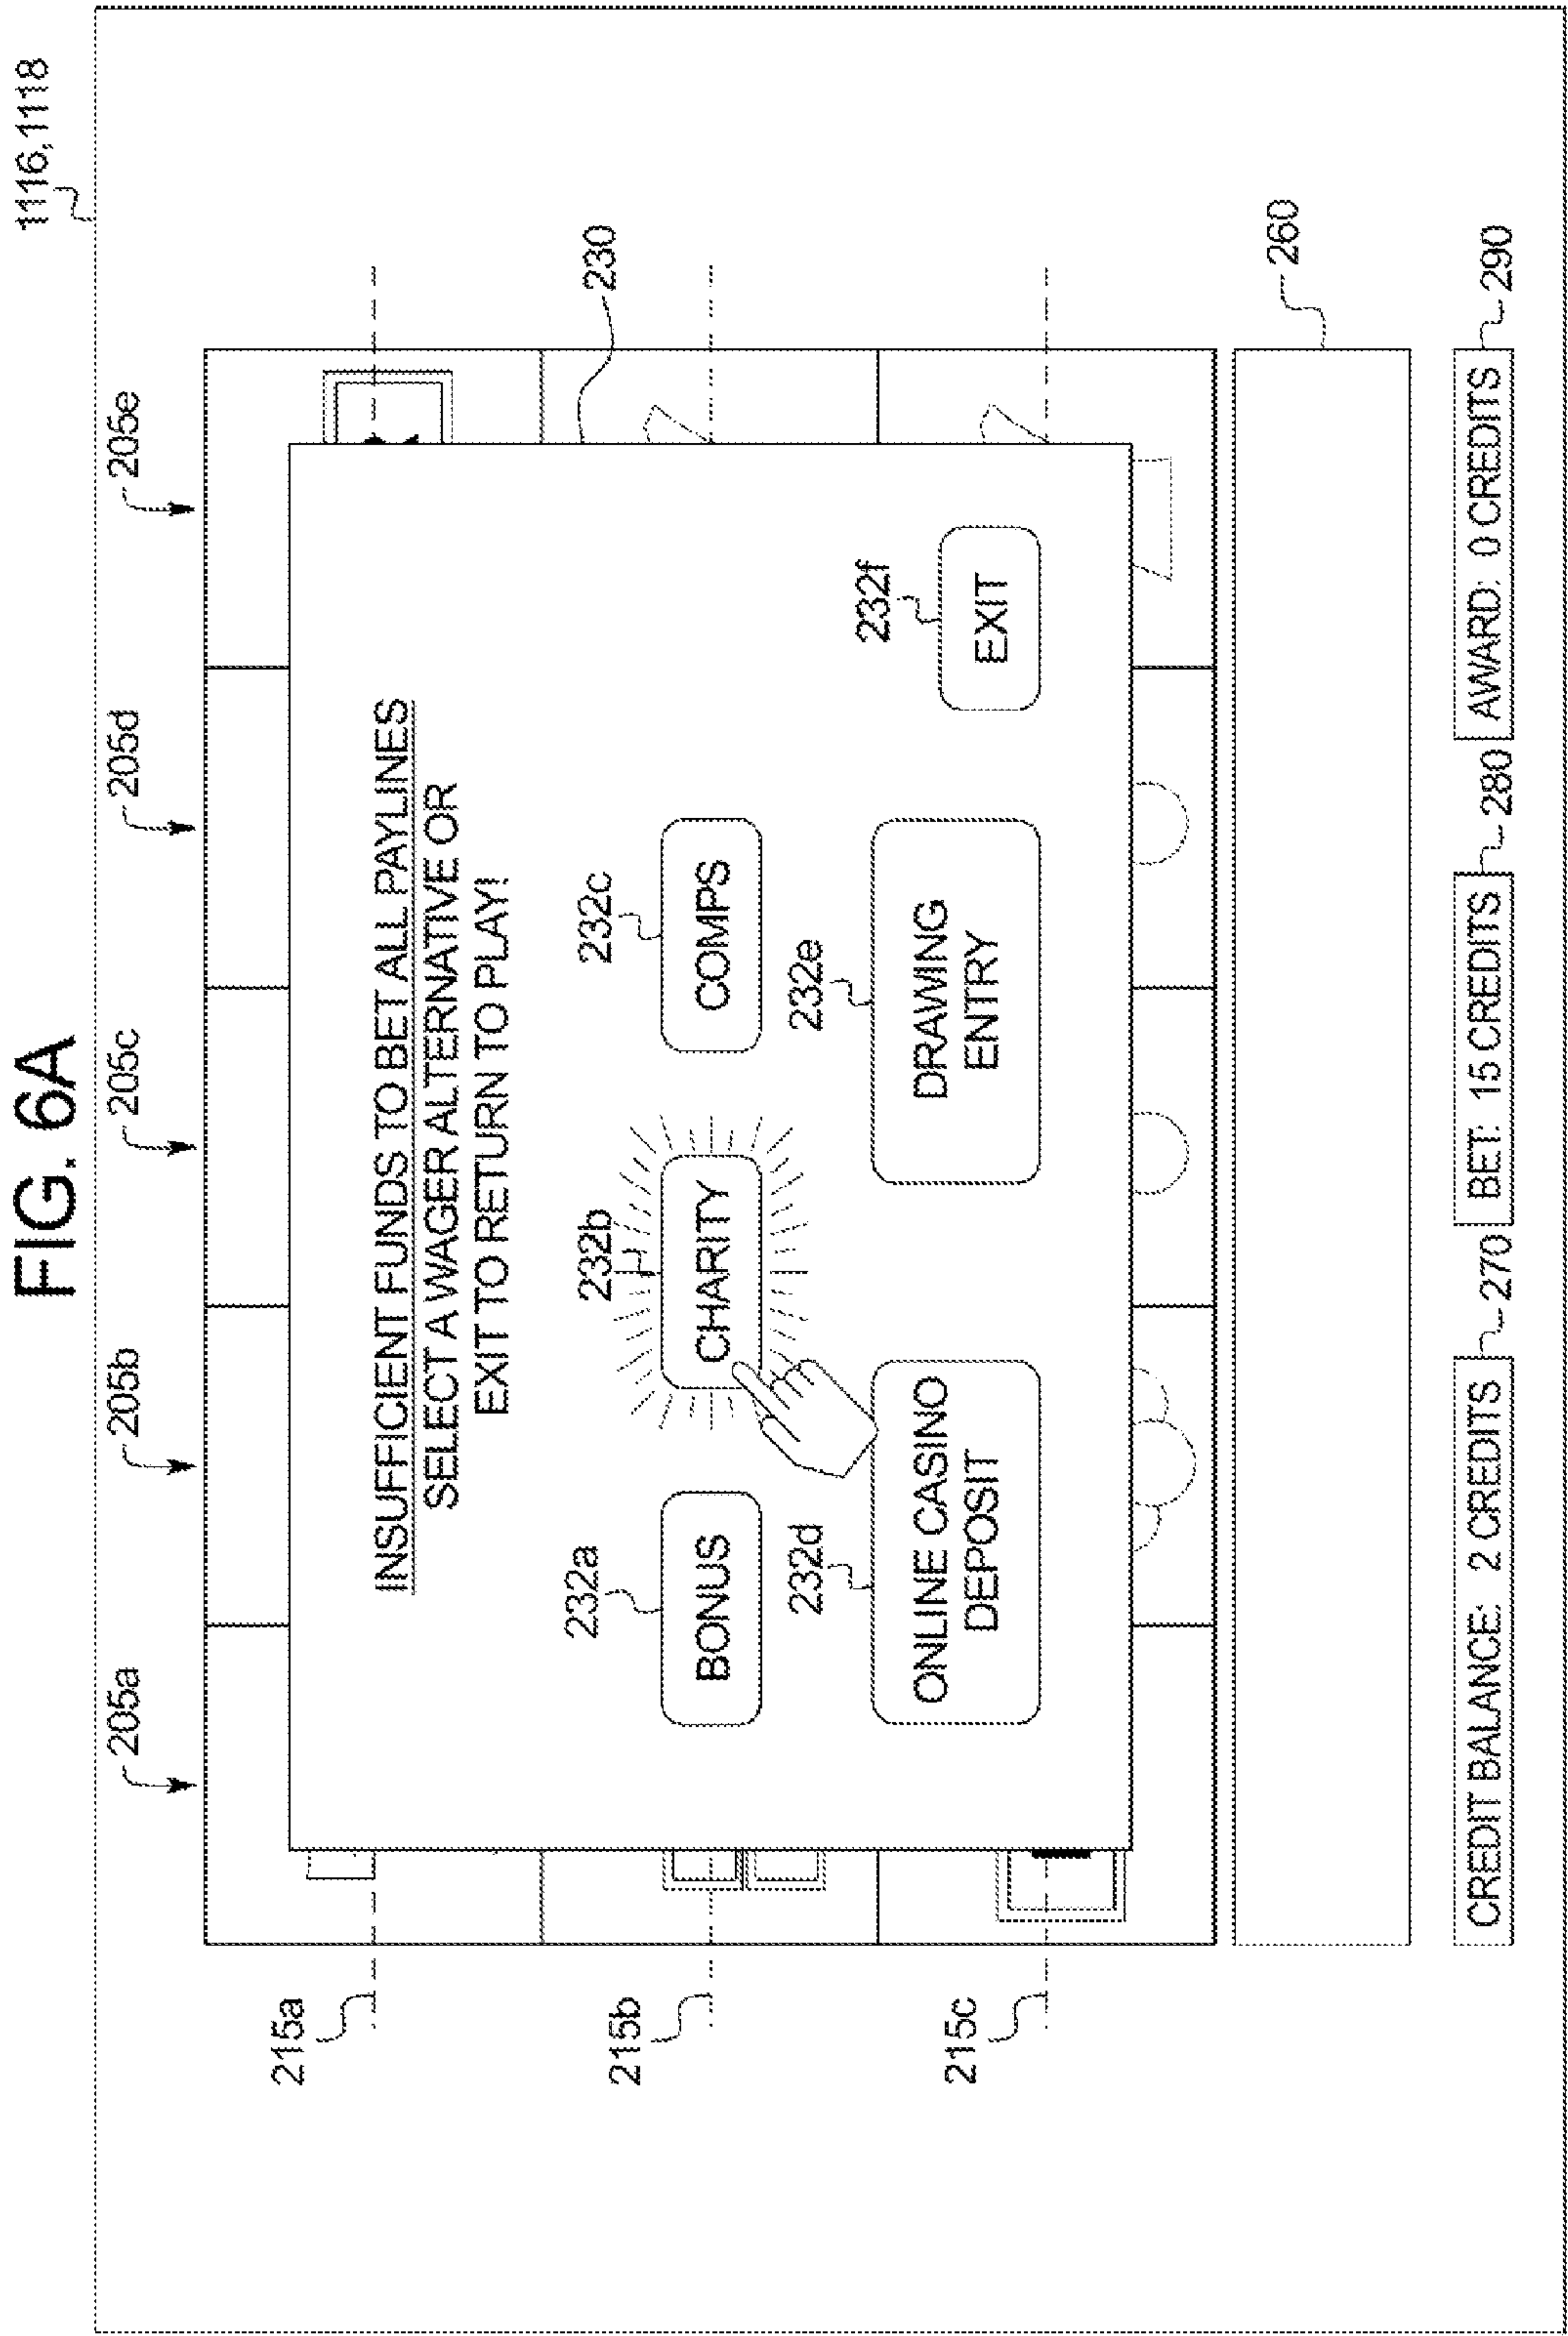 FIG. 6A
1116,1118
205a
205b
205c
205d
205e
215a
215b
215c
230
INSUFFICIENT FUNDS TO BET ALL PAYLINES
SELECT A WAGER ALTERNATIVE OR
EXIT TO RETURN TO PLAY!
232a
232b
232c
BONUS
CHARITY
COMPS
232d
232e
232f
ONLINE CASINO
DEPOSIT
DRAWING
ENTRY
EXIT
260
CREDIT BALANCE: 2 CREDITS
270
BET: 15 CREDITS
280
AWARD: 0 CREDITS
290